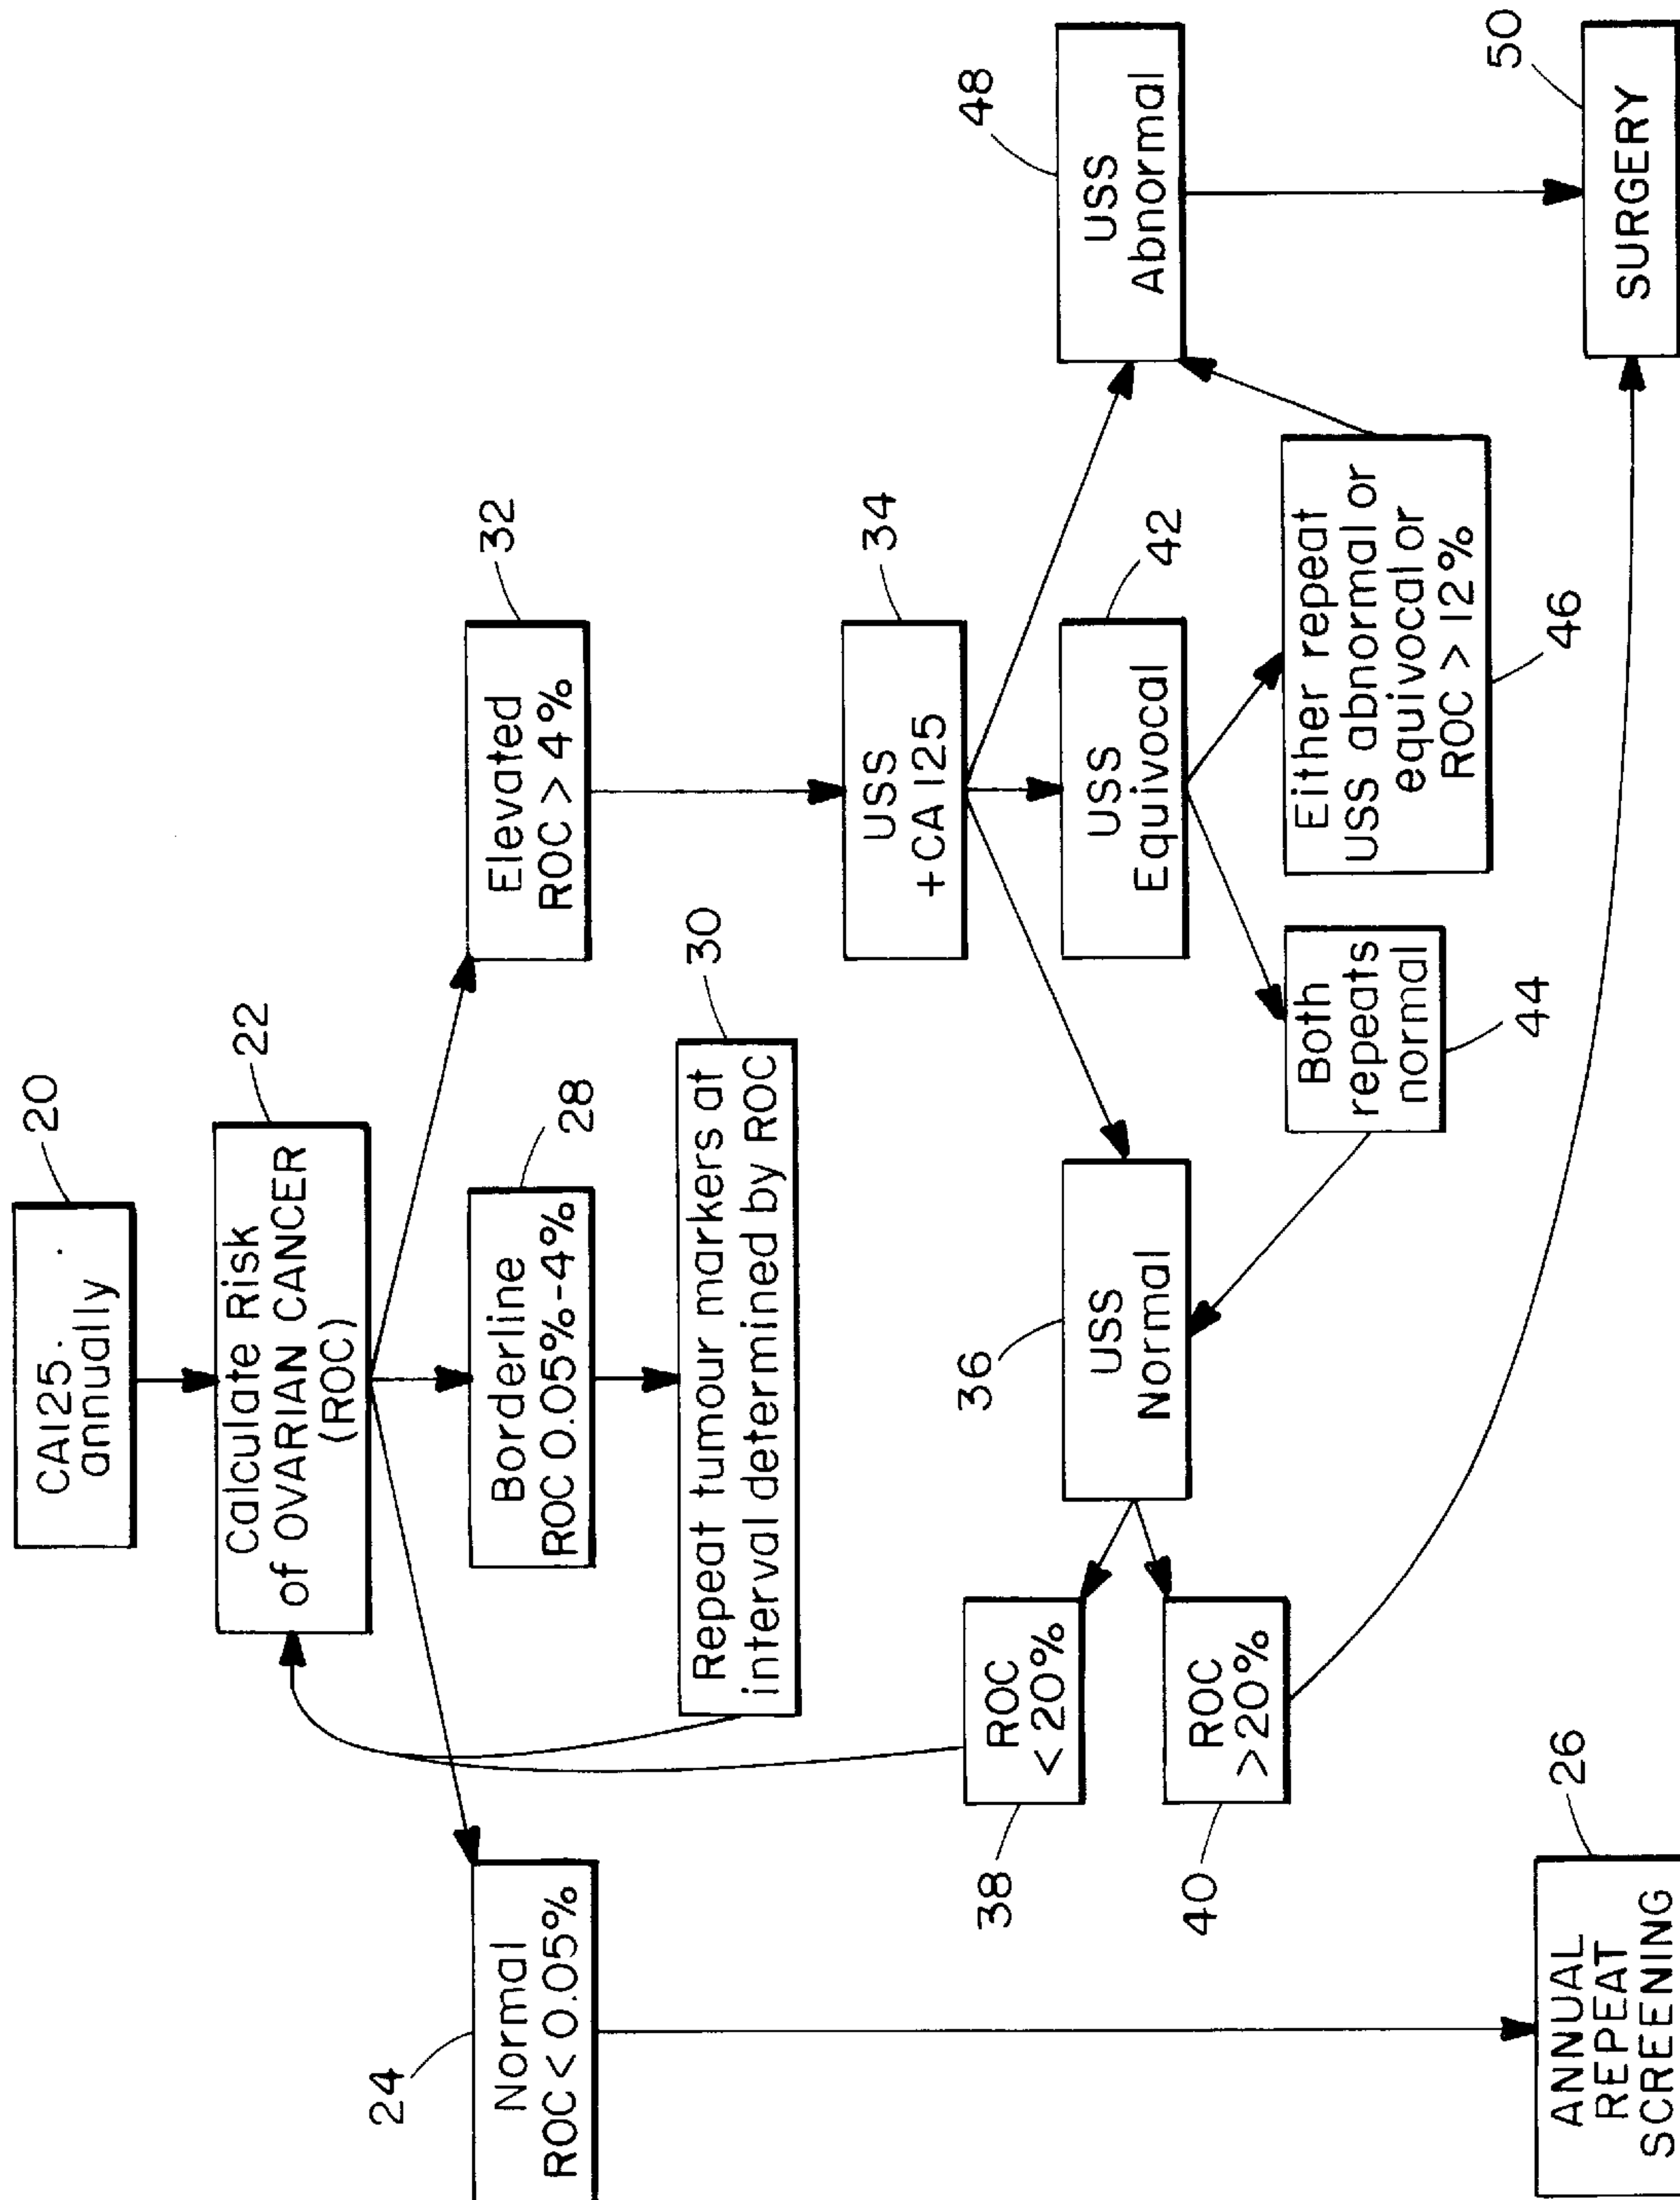 20
CA125
annually
22
Calculate Risk
of OVARIAN CANCER
(ROC)
24
Normal
ROC < 0.05%
28
Borderline
ROC 0.05%-4%
32
Elevated
ROC > 4%
30
Repeat tumour markers at
interval determined by ROC
34
USS
+CA 125
38
ROC
<20%
40
ROC
>20%
36
USS
Normal
42
USS
Equivocal
48
USS
Abnormal
44
Both
repeats
normal
46
Either repeat
USS abnormal or
equivocal or
ROC > 12%
26
ANNUAL
REPEAT
SCREENING
50
SURGERY